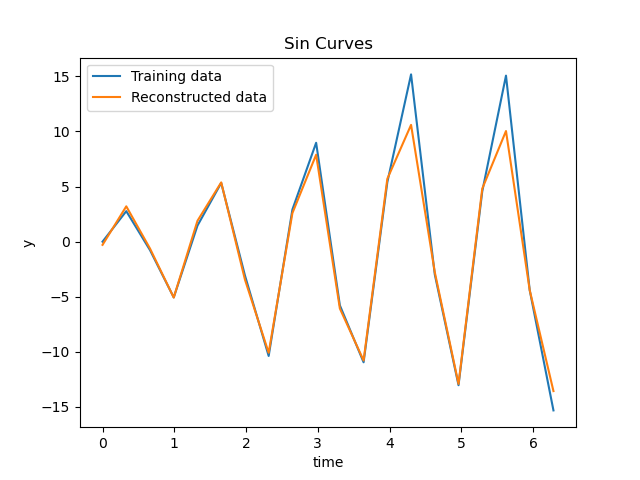 Sin Curves
Training data
Reconstructed data
15
10
5
0
−5
−10
−15
y
0 1 2 3 4 5 6
time